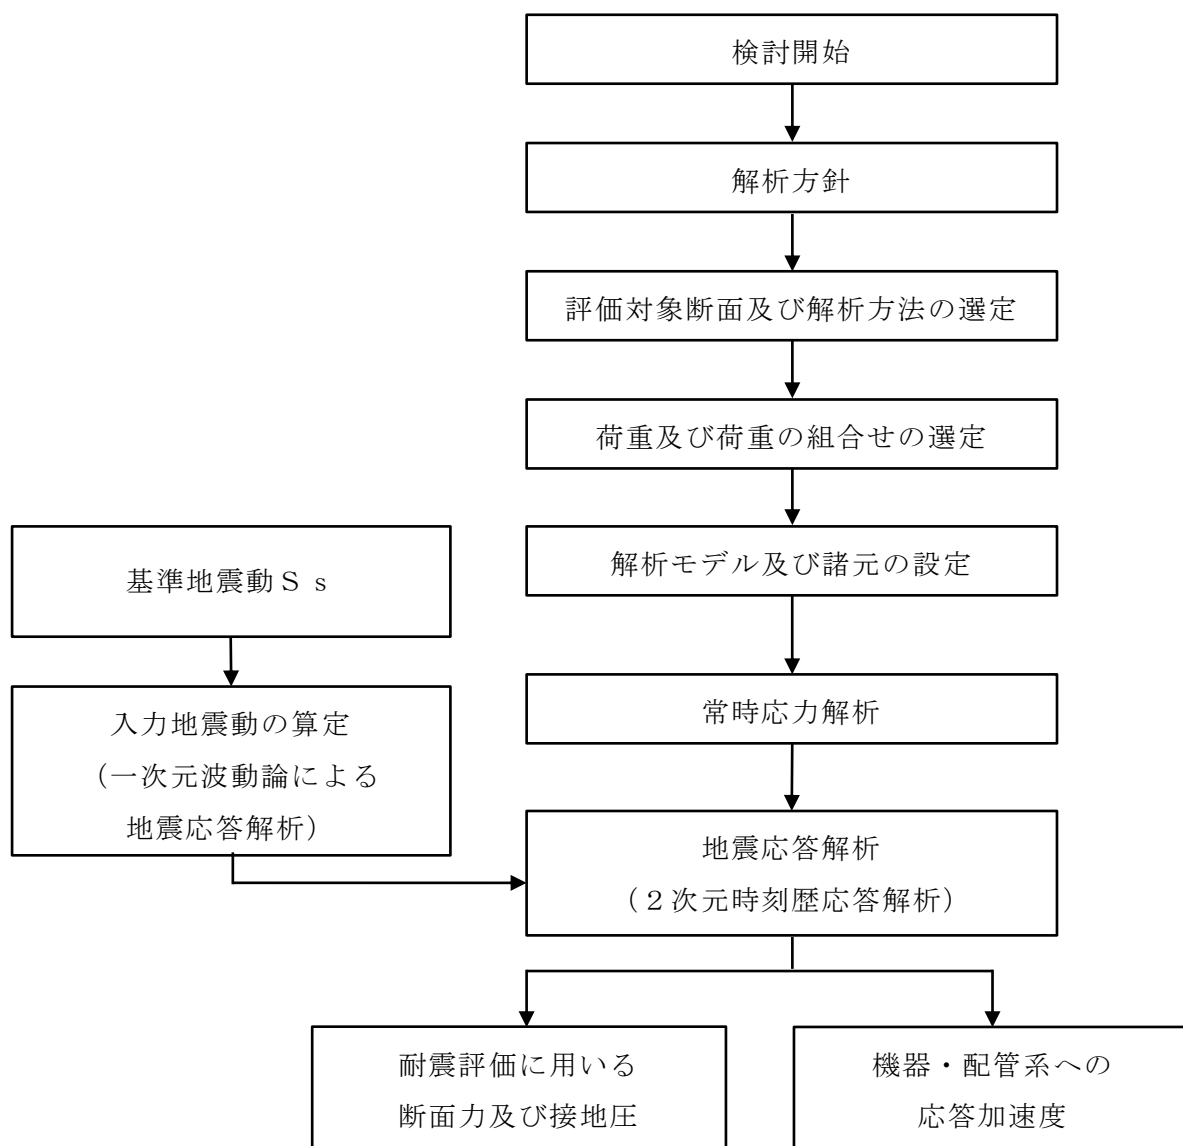 検討開始
解析方針
評価対象断面及び解析方法の選定
荷重及び荷重の組合せの選定
解析モデル及び諸元の設定
基準地震動Ｓｓ
入力地震動の算定
（一次元波動論による
地震応答解析）
常時応力解析
地震応答解析
（２次元時刻歴応答解析）
耐震評価に用いる
断面力及び接地圧
機器・配管系への
応答加速度